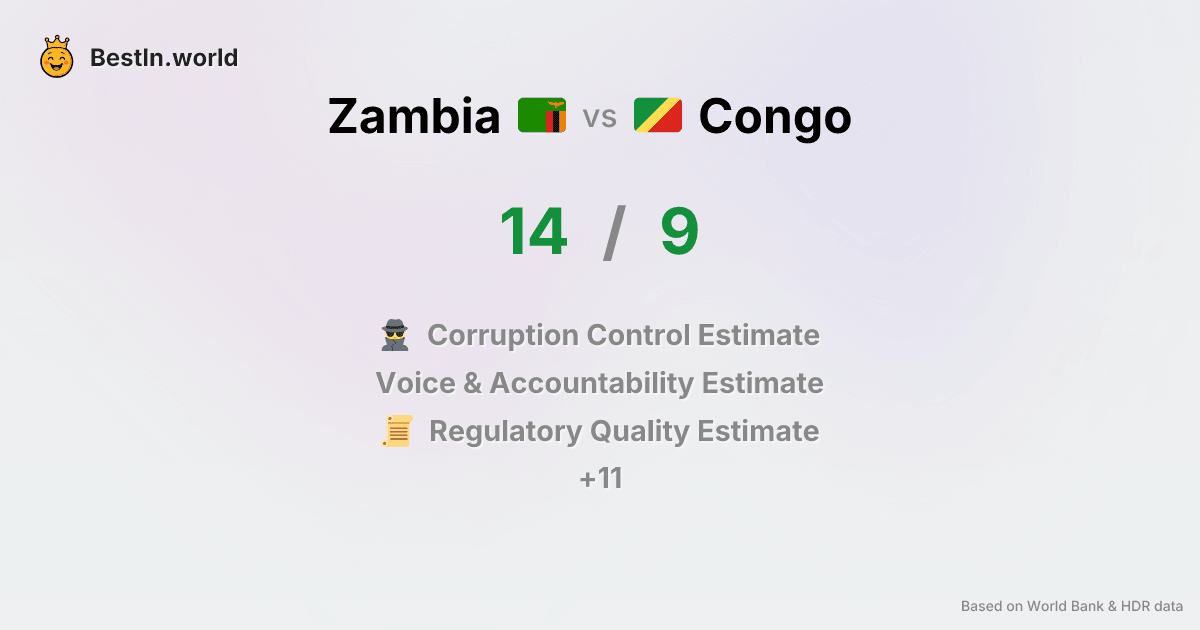 BestIn.world
Zambia vs Congo
14 / 9
Corruption Control Estimate
Voice & Accountability Estimate
Regulatory Quality Estimate
+11
Based on World Bank & HDR data